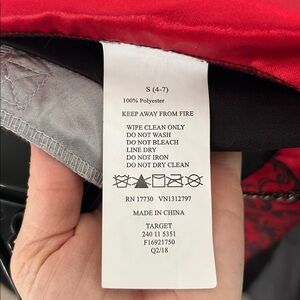 S (4-7)
100% Polyester
KEEP AWAY FROM FIRE
WIPE CLEAN ONLY
DO NOT WASH
DO NOT BLEACH
LINE DRY
DO NOT IRON
DO NOT DRY CLEAN
RN 17730 VN1312797
MADE IN CHINA
TARGET
240 11 5351
F16921750
Q2/18